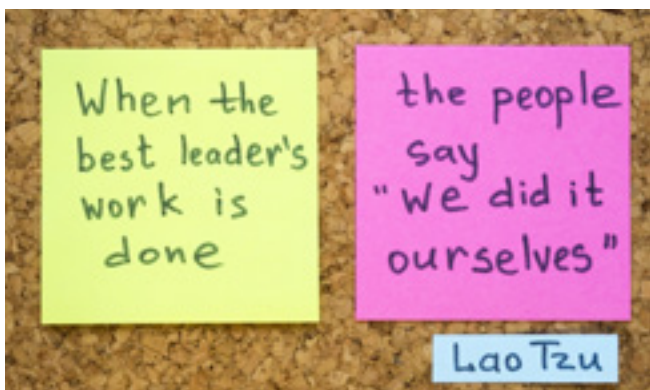 When the
best leader's
work is
done
the people
say
"We did it
ourselves"
Lao Tzu